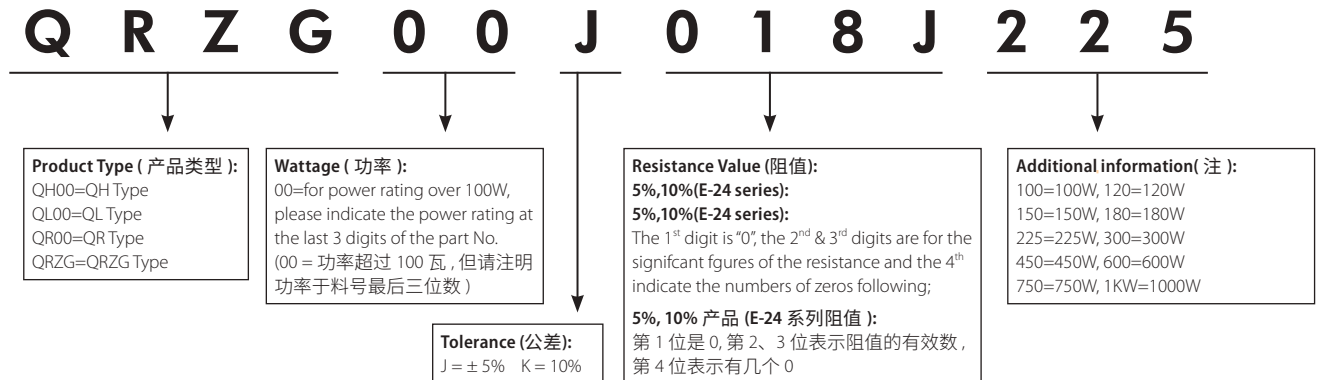 QRZG00J018J225
Product Type ( 产品类型 ):
QH00=QH Type
QL00=QL Type
QR00=QR Type
QRZG=QRZG Type
Wattage ( 功率 ):
00=for power rating over 100W,
please indicate the power rating at
the last 3 digits of the part No.
(00 = 功率超过 100 瓦 , 但请注明
功率于料号最后三位数 )
Tolerance (公差):
J = ± 5% K = 10%
Resistance Value (阻值):
5%,10%(E-24 series):
5%,10%(E-24 series):
The 1st digit is "0", the 2nd & 3rd digits are for the
signifcant fgures of the resistance and the 4th
indicate the numbers of zeros following;
5%, 10% 产品 (E-24 系列阻值 ):
第 1 位是 0, 第 2、3 位表示阻值的有效数 ,
第 4 位表示有几个 0
Additional information( 注 ):
100=100W, 120=120W
150=150W, 180=180W
225=225W, 300=300W
450=450W, 600=600W
750=750W, 1KW=1000W